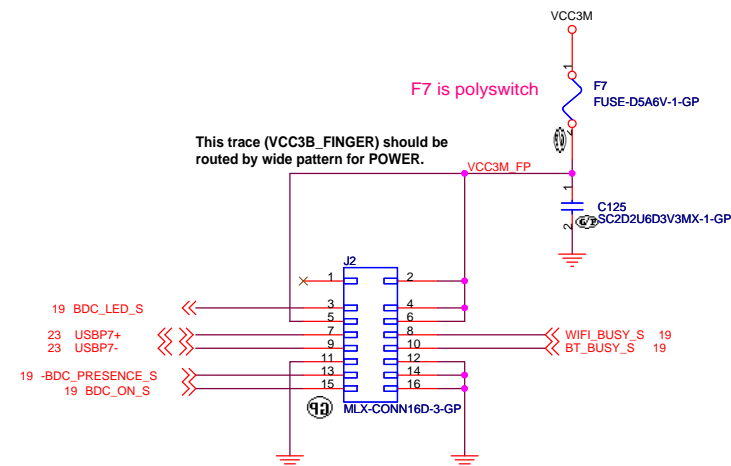 VCC3M
1
F7 is polyswitch
F7
FUSE-D5A6V-1-GP
2
This trace (VCC3B_FINGER) should be
routed by wide pattern for POWER.
VCC3M_FP
1
C125
2
SC2D2U6D3V3MX-1-GP
J2
1 2
19 BDC_LED_S 3 4
5 6
23 USBP7+ 7 8 WIFI_BUSY_S 19
23 USBP7- 9 10 BT_BUSY_S 19
11 12
19 -BDC_PRESENCE_S 13 14
19 BDC_ON_S 15 16
MLX-CONN16D-3-GP